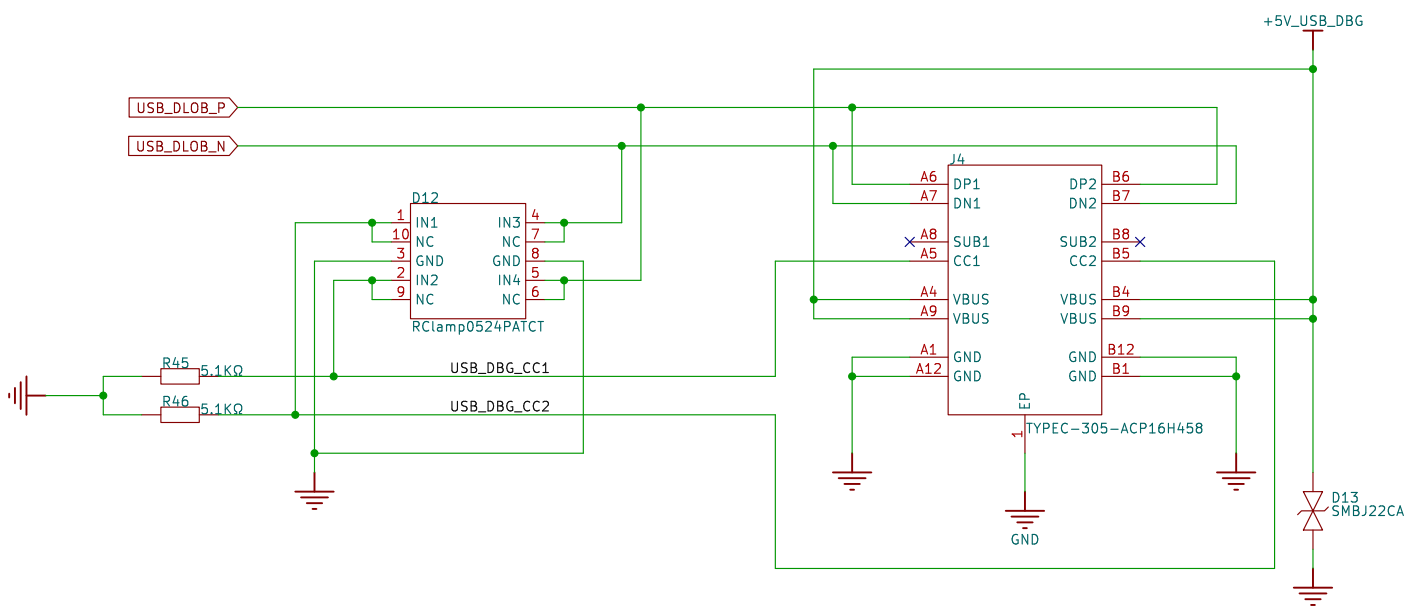 +5V_USB_DBG
USB_DLOB_P
USB_DLOB_N
J4
A6 DP1 DP2 B6
A7 DN1 DN2 B7
A8 SUB1 SUB2 B8
A5 CC1 CC2 B5
A4 VBUS VBUS B4
A9 VBUS VBUS B9
A1 GND GND B12
A12 GND GND B1
EP
1
TYPEC-305-ACP16H458
GND
D12
1 IN1 IN3 4
10 NC NC 7
3 GND GND 8
2 IN2 IN4 5
9 NC NC 6
RClamp0524PATCT
R45 5.1KΩ
USB_DBG_CC1
R46 5.1KΩ
USB_DBG_CC2
D13
SMBJ22CA